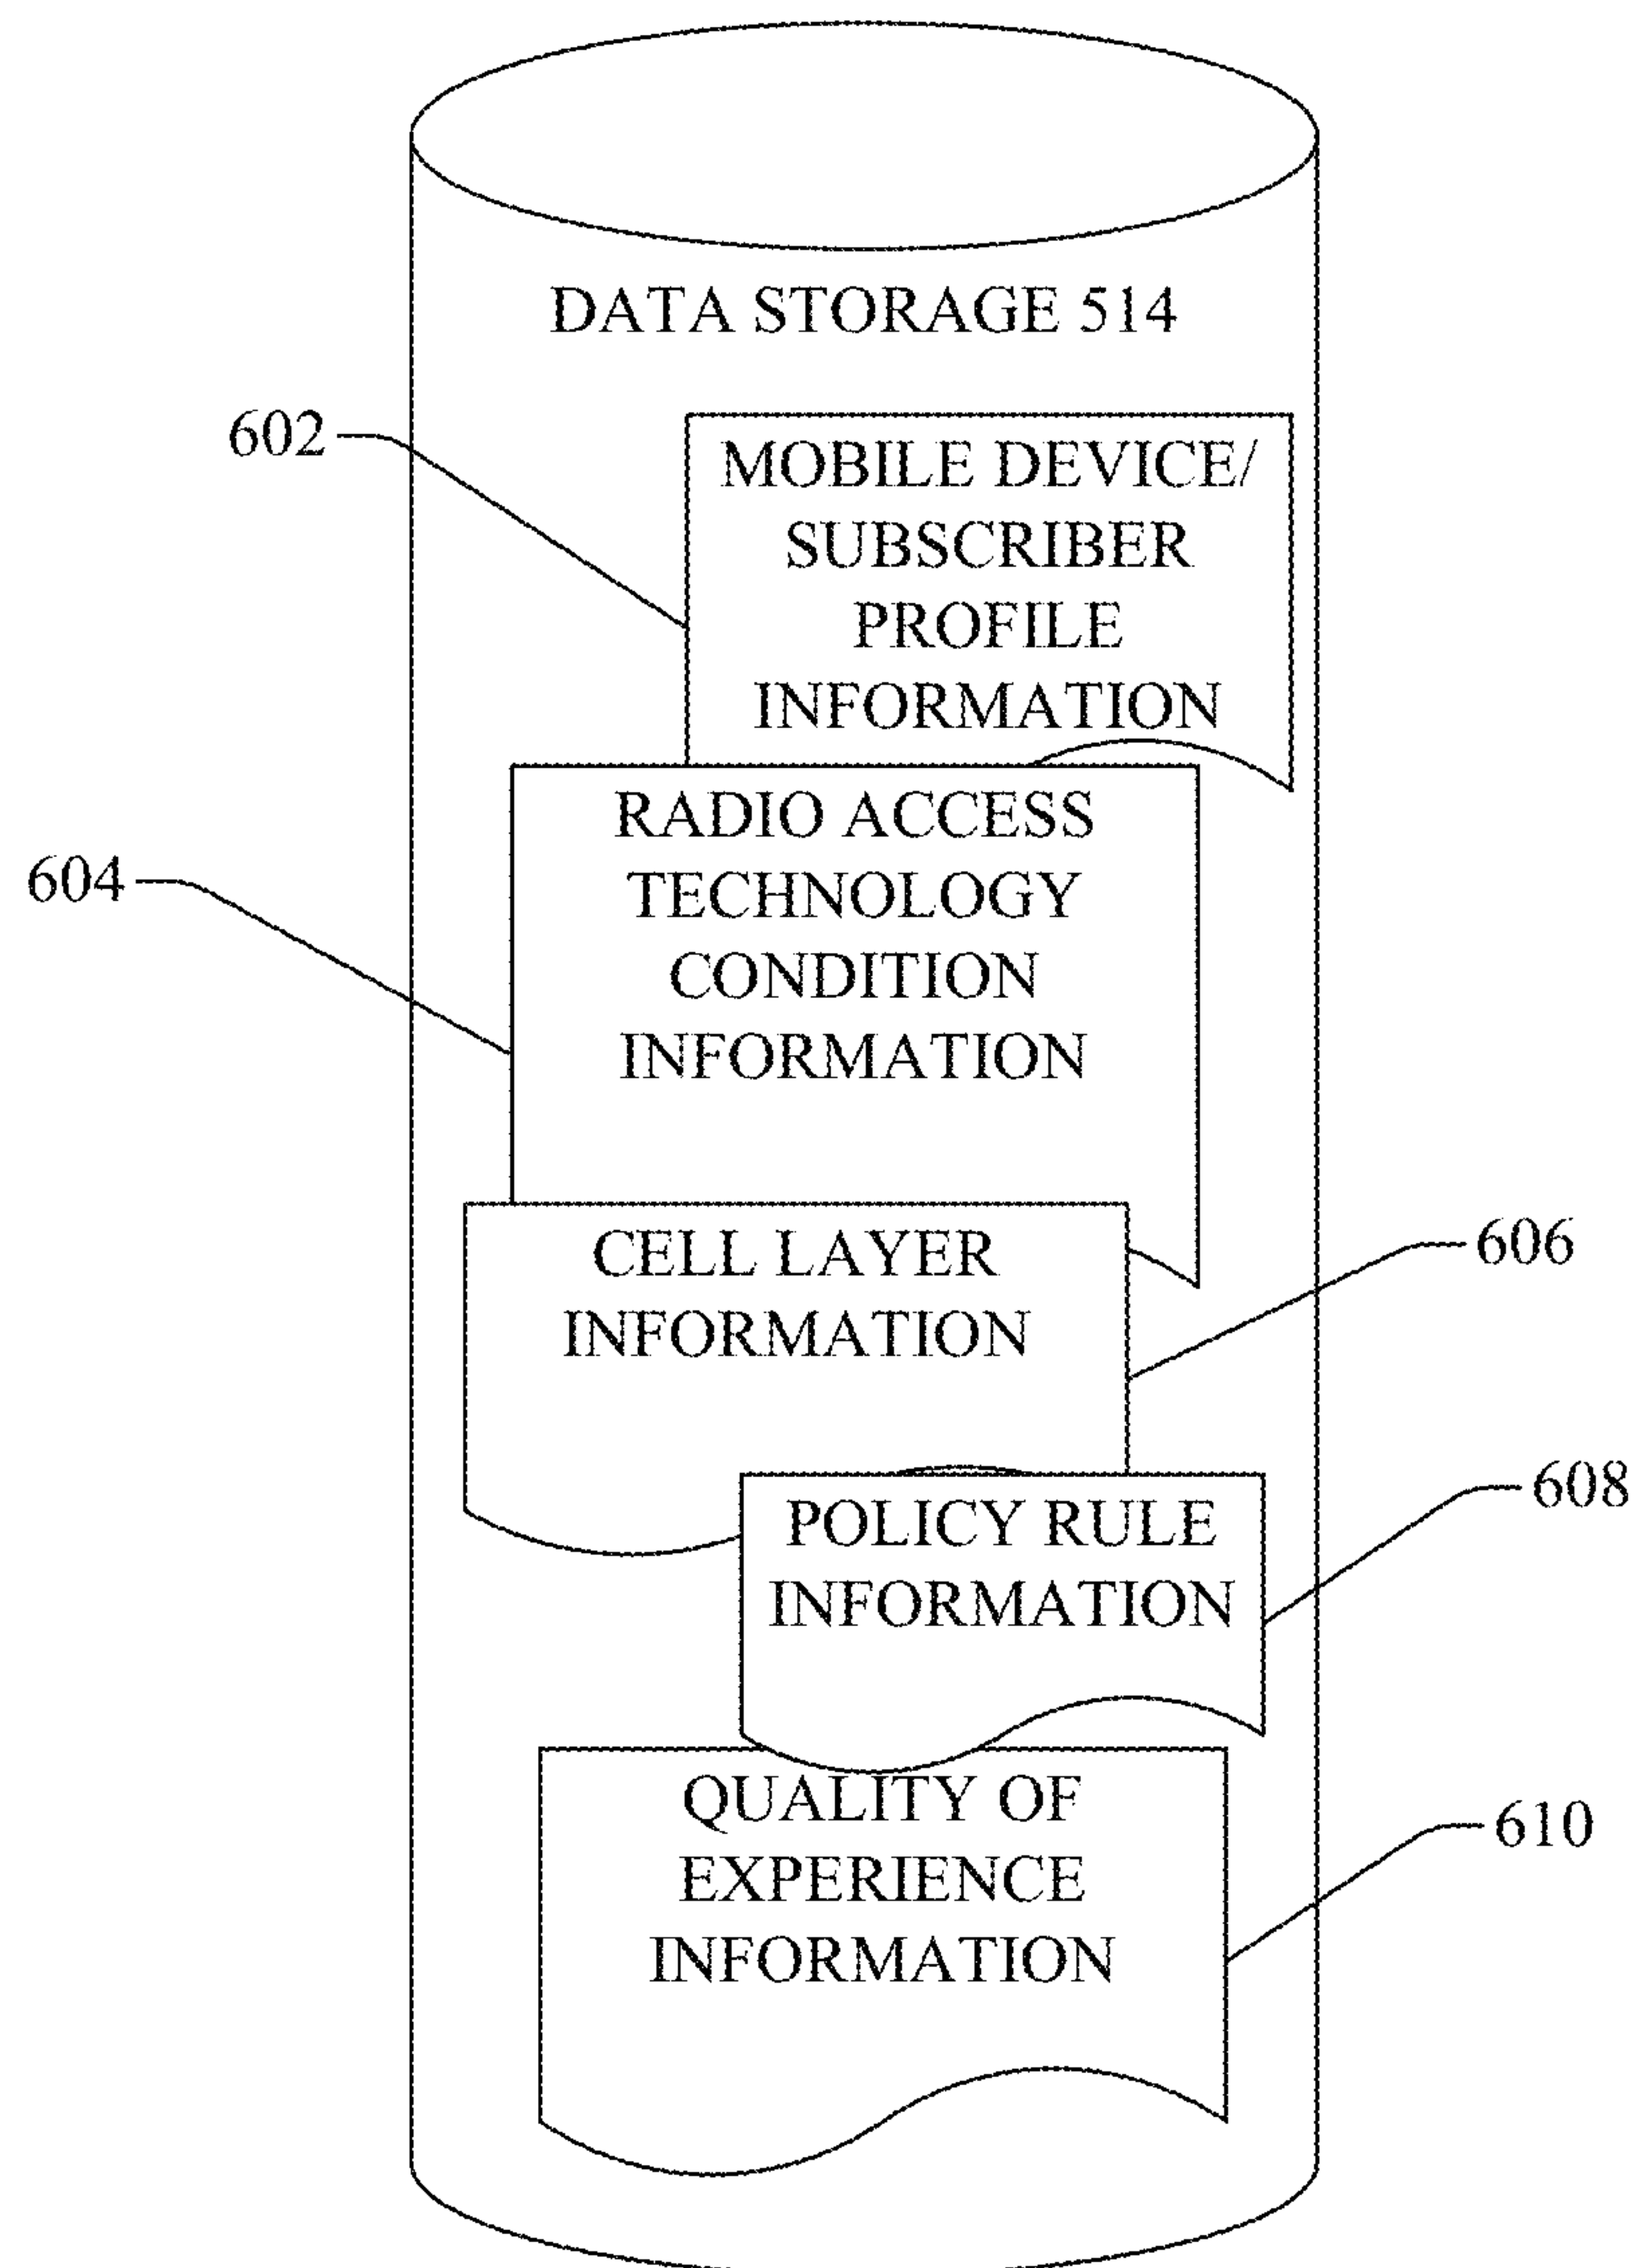 DATA STORAGE 514
602
MOBILE DEVICE/
SUBSCRIBER
PROFILE
INFORMATION
604
RADIO ACCESS
TECHNOLOGY
CONDITION
INFORMATION
606
CELL LAYER
INFORMATION
608
POLICY RULE
INFORMATION
610
QUALITY OF
EXPERIENCE
INFORMATION